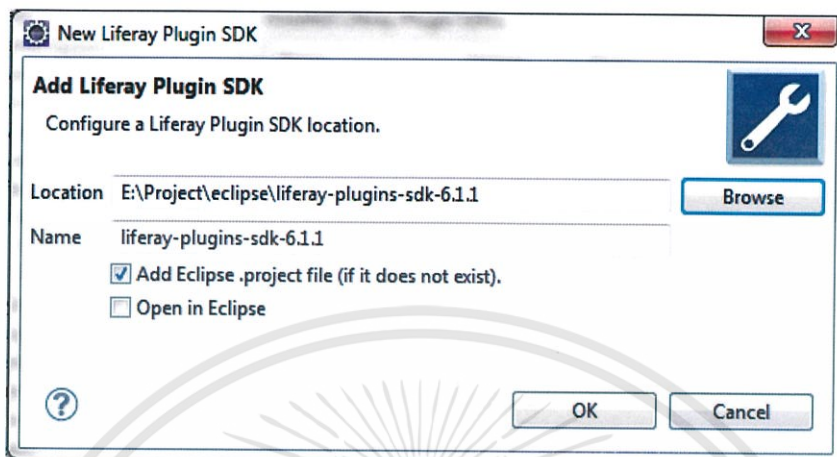 New Liferay Plugin SDK
Add Liferay Plugin SDK
Configure a Liferay Plugin SDK location.
Location E:\Project\eclipse\liferay-plugins-sdk-6.1.1 Browse
Name liferay-plugins-sdk-6.1.1
Add Eclipse .project file (if it does not exist).
Open in Eclipse
OK Cancel